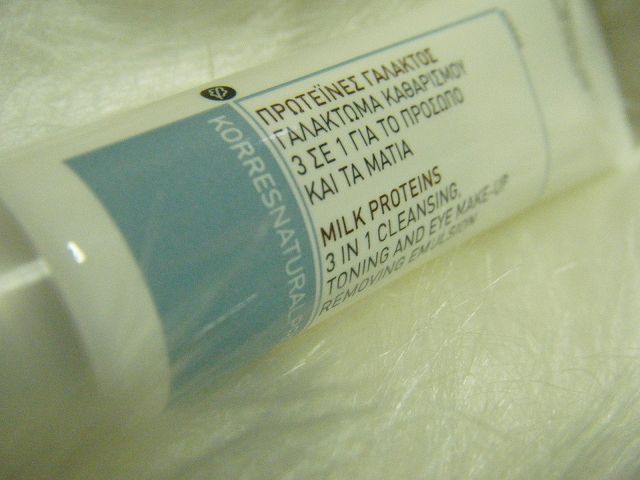 KORRESNATURAL
ΠΡΩΤΕΪΝΕΣ ΓΑΛΑΚΤΟΣ
ΓΑΛΑΚΤΩΜΑ ΚΑΘΑΡΙΣΜΟΥ
3 ΣΕ 1 ΓΙΑ ΤΟ ΠΡΟΣΩΠΟ
ΚΑΙ ΤΑ ΜΑΤΙΑ
MILK PROTEINS
3 IN 1 CLEANSING,
TONING AND EYE MAKE-UP
REMOVING EMULSION